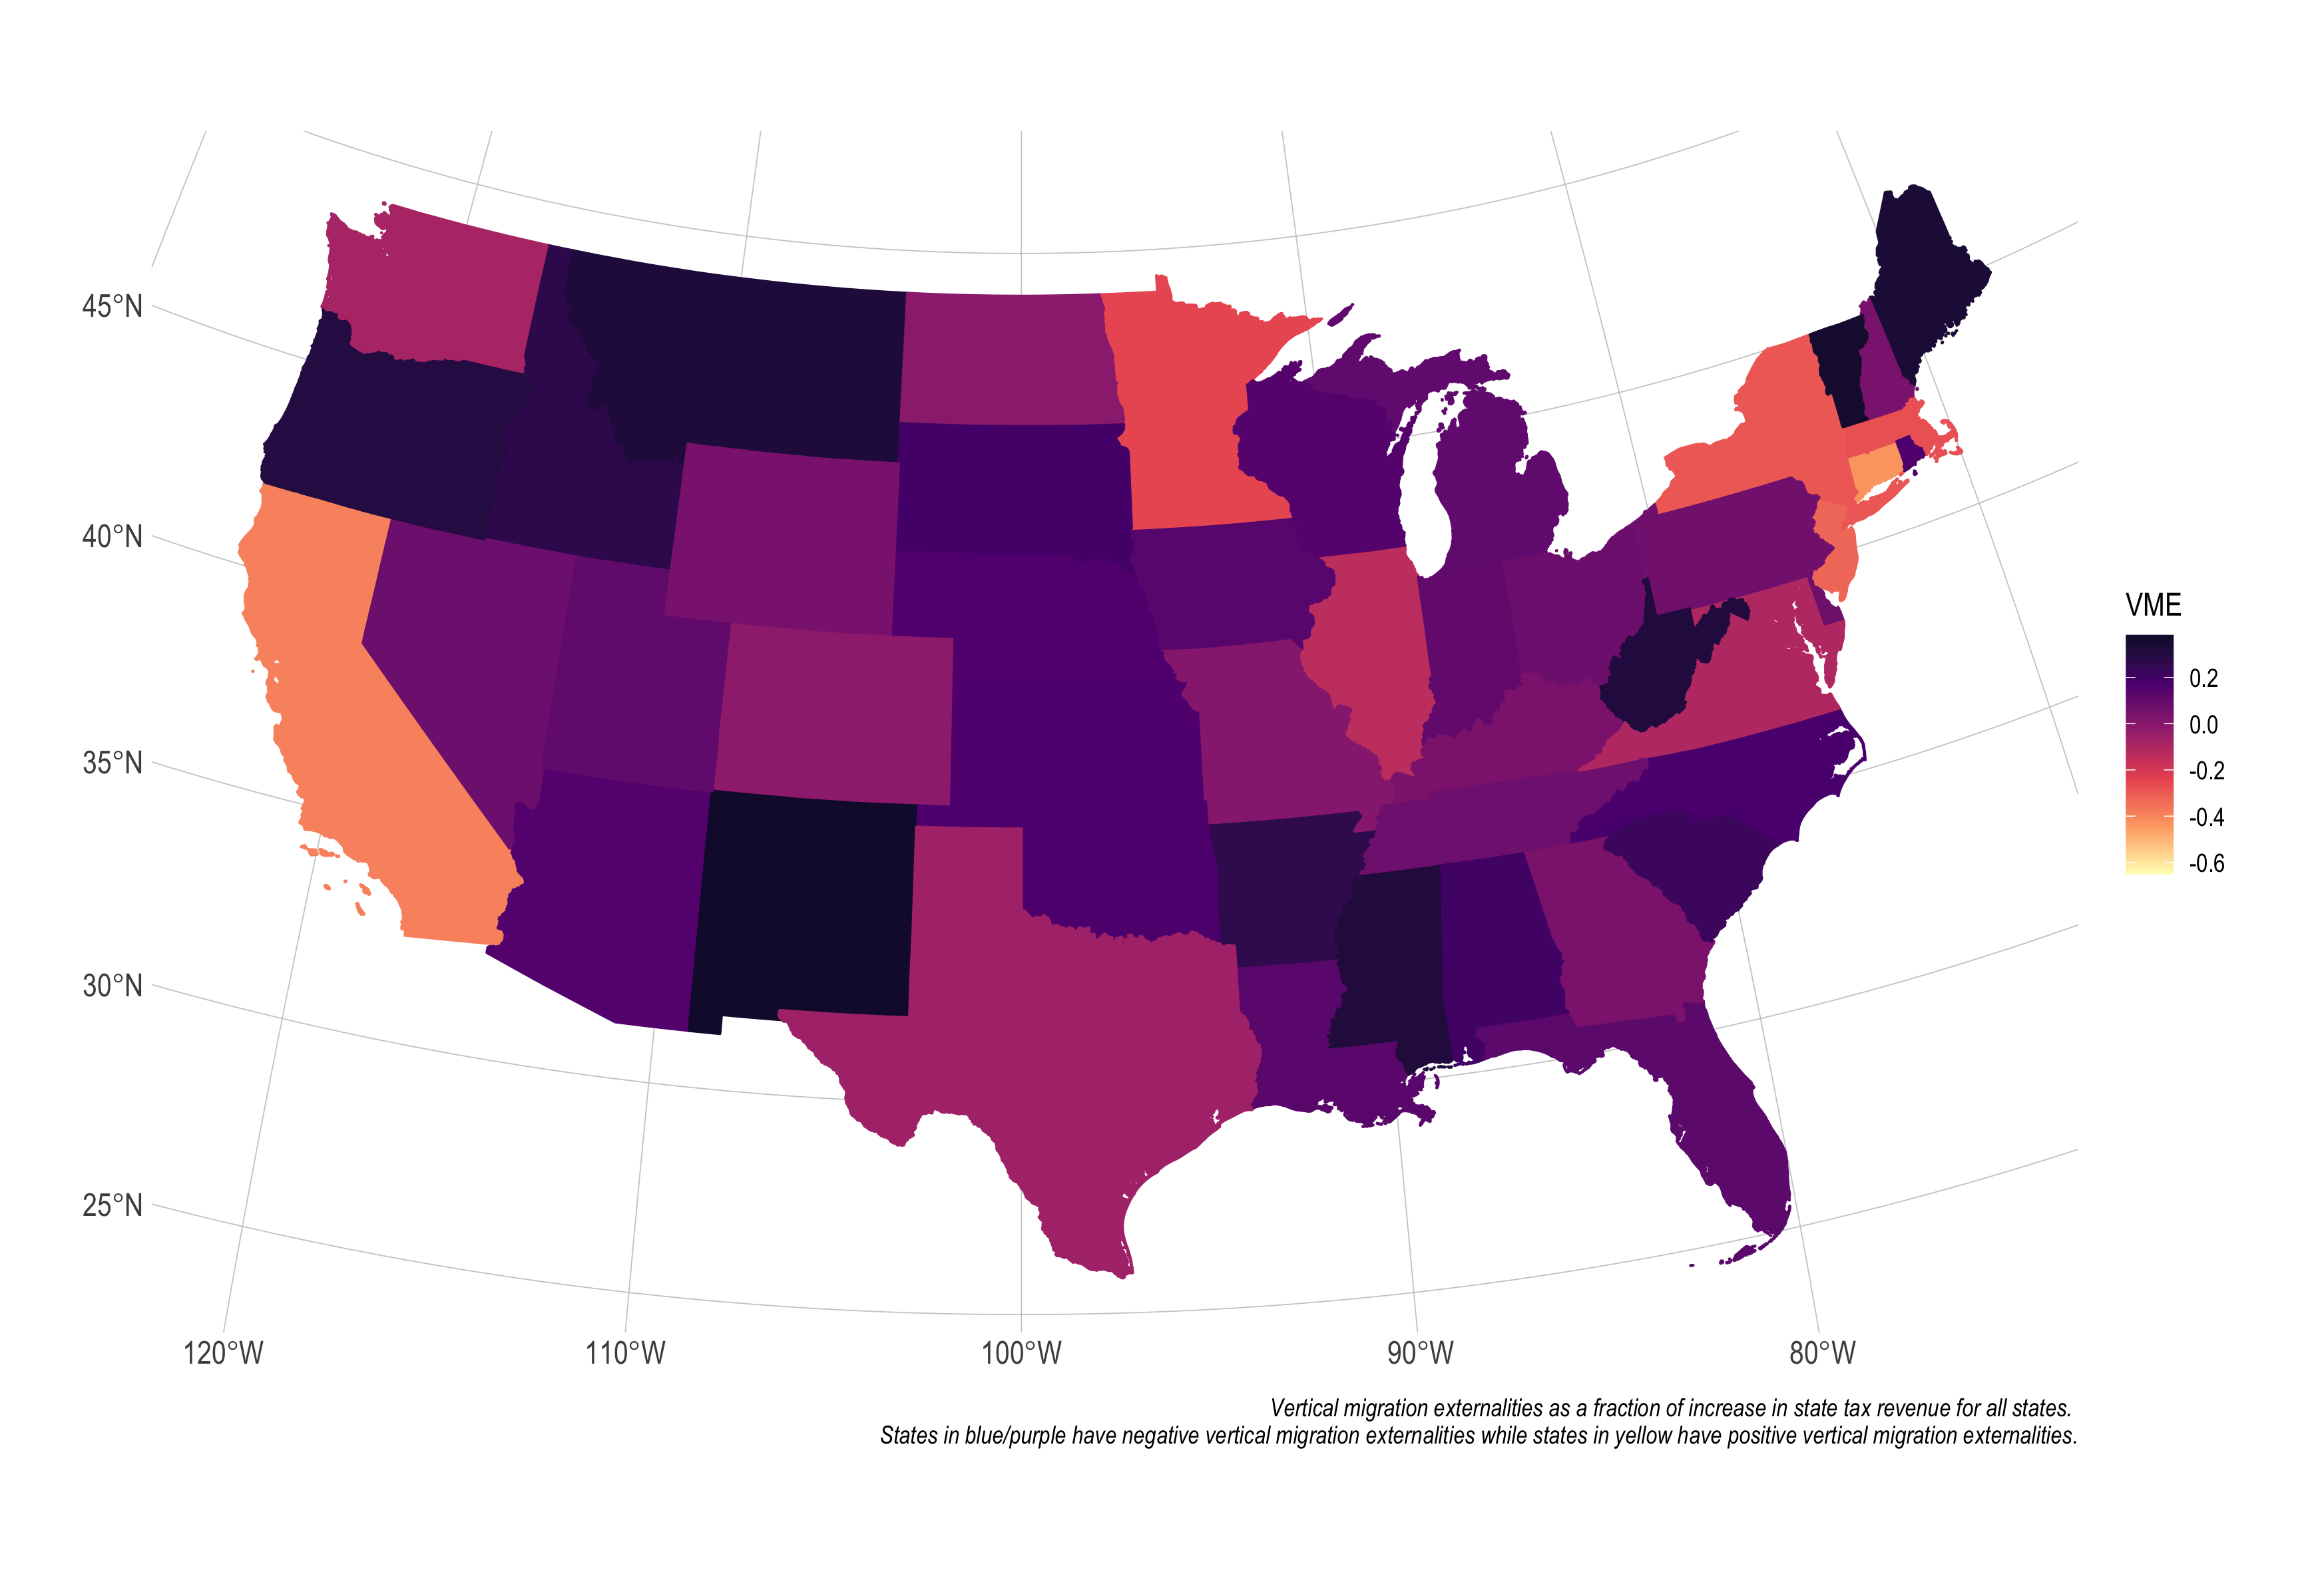 45°N
40°N
35°N
30°N
25°N
120°W
110°W
100°W
90°W
80°W
VME
0.2
0.0
-0.2
-0.4
-0.6
Vertical migration externalities as a fraction of increase in state tax revenue for all states.
States in blue/purple have negative vertical migration externalities while states in yellow have positive vertical migration externalities.